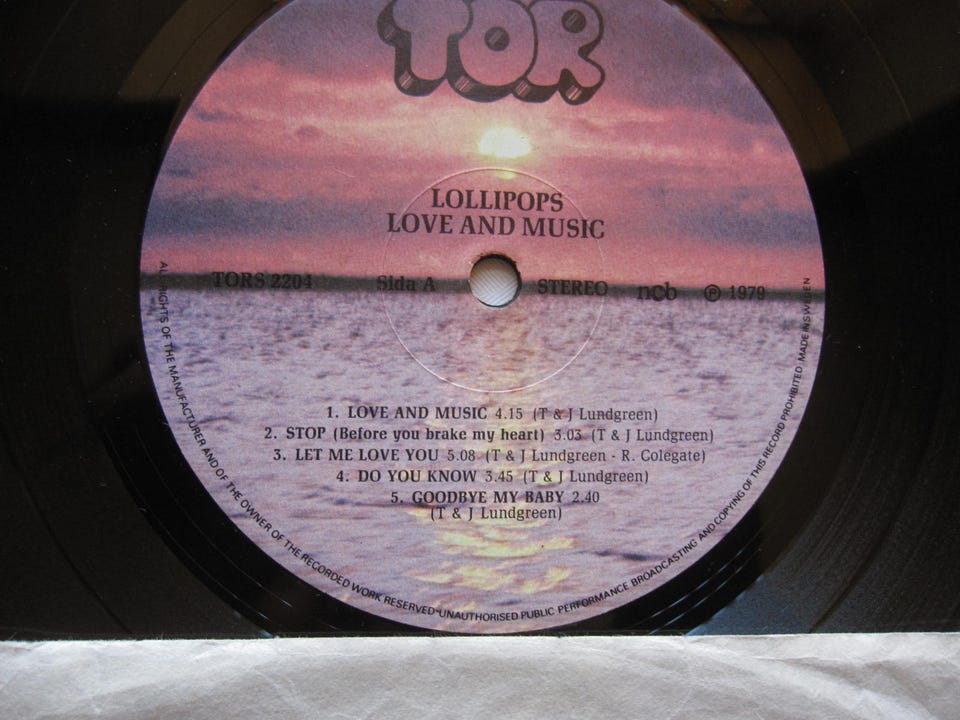 TOR
LOLLIPOPS
LOVE AND MUSIC
TORS 2204 Sida A STEREO ncb ℗ 1979
1. LOVE AND MUSIC 4.15 (T & J Lundgreen)
2. STOP (Before you brake my heart) 3.03 (T & J Lundgreen)
3. LET ME LOVE YOU 5.08 (T & J Lundgreen - R. Colegate)
4. DO YOU KNOW 3.45 (T & J Lundgreen)
5. GOODBYE MY BABY 2.40
(T & J Lundgreen)
ALL RIGHTS OF THE MANUFACTURER AND OF THE OWNER OF THE RECORDED WORK RESERVED·UNAUTHORISED PUBLIC PERFORMANCE BROADCASTING AND COPYING OF THIS RECORD PROHIBITED. MADE IN SWEDEN